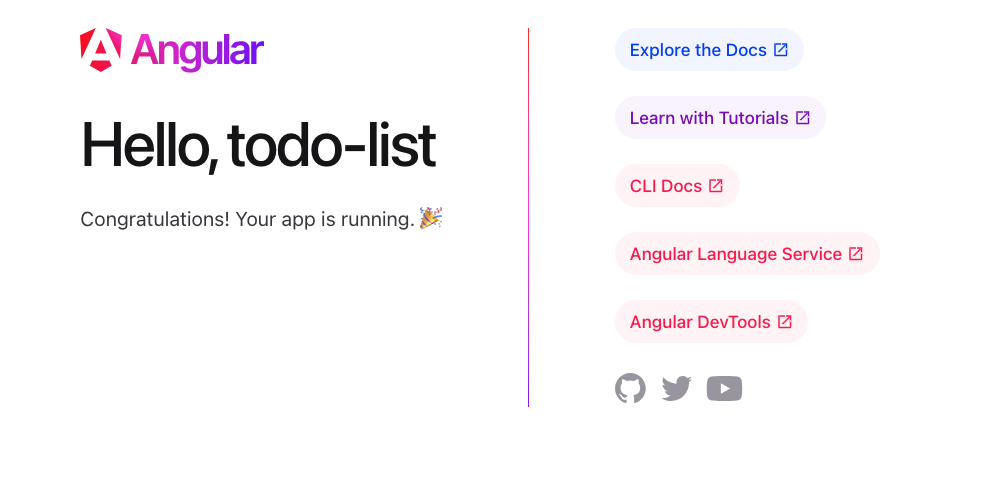 Angular
Hello, todo-list
Congratulations! Your app is running. 🎉
Explore the Docs
Learn with Tutorials
CLI Docs
Angular Language Service
Angular DevTools